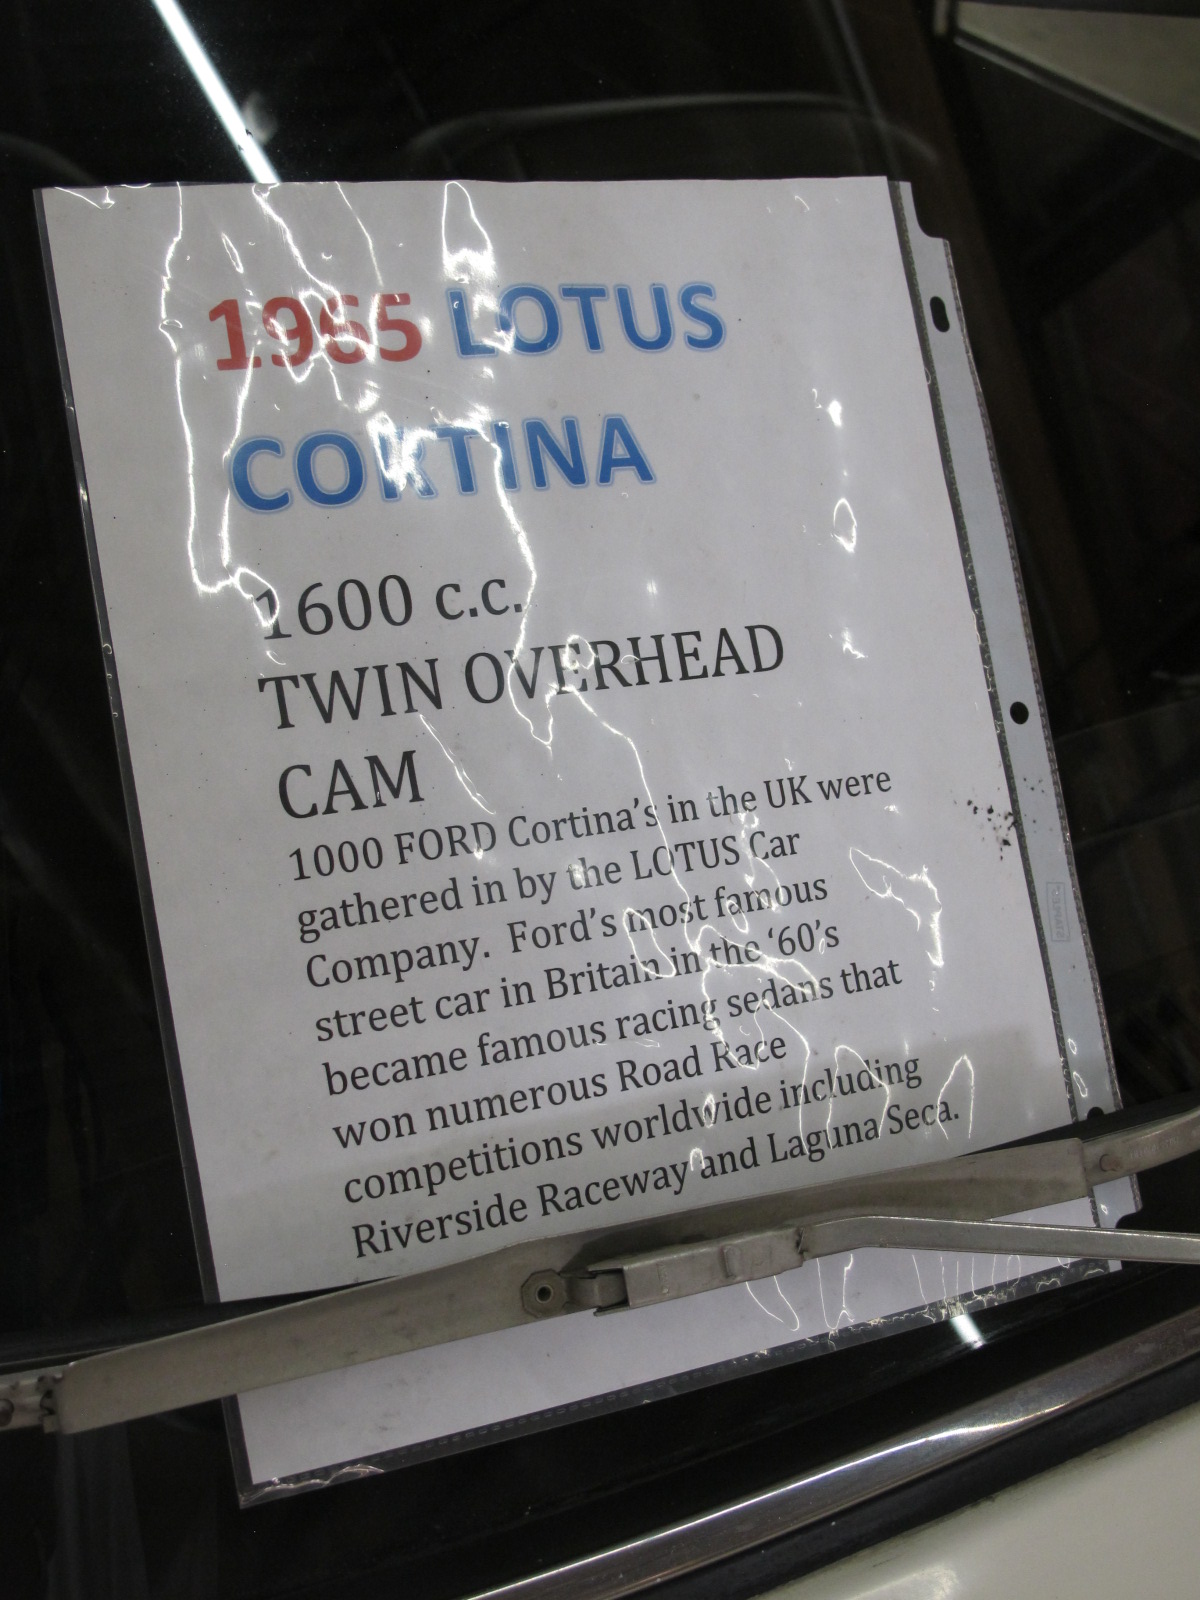 1965 LOTUS
CORTINA
1600 c.c.
TWIN OVERHEAD
CAM
1000 FORD Cortina's in the UK were
gathered in by the LOTUS Car
Company. Ford's most famous
street car in Britain in the '60's
became famous racing sedans that
won numerous Road Race
competitions worldwide including
Riverside Raceway and Laguna Seca.